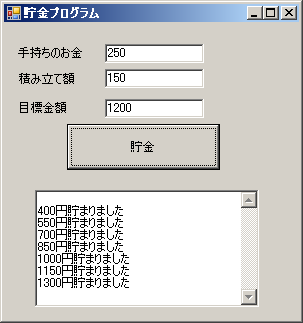 貯金プログラム
手持ちのお金 250
積み立て額 150
目標金額 1200
貯金
400円貯まりました
550円貯まりました
700円貯まりました
850円貯まりました
1000円貯まりました
1150円貯まりました
1300円貯まりました